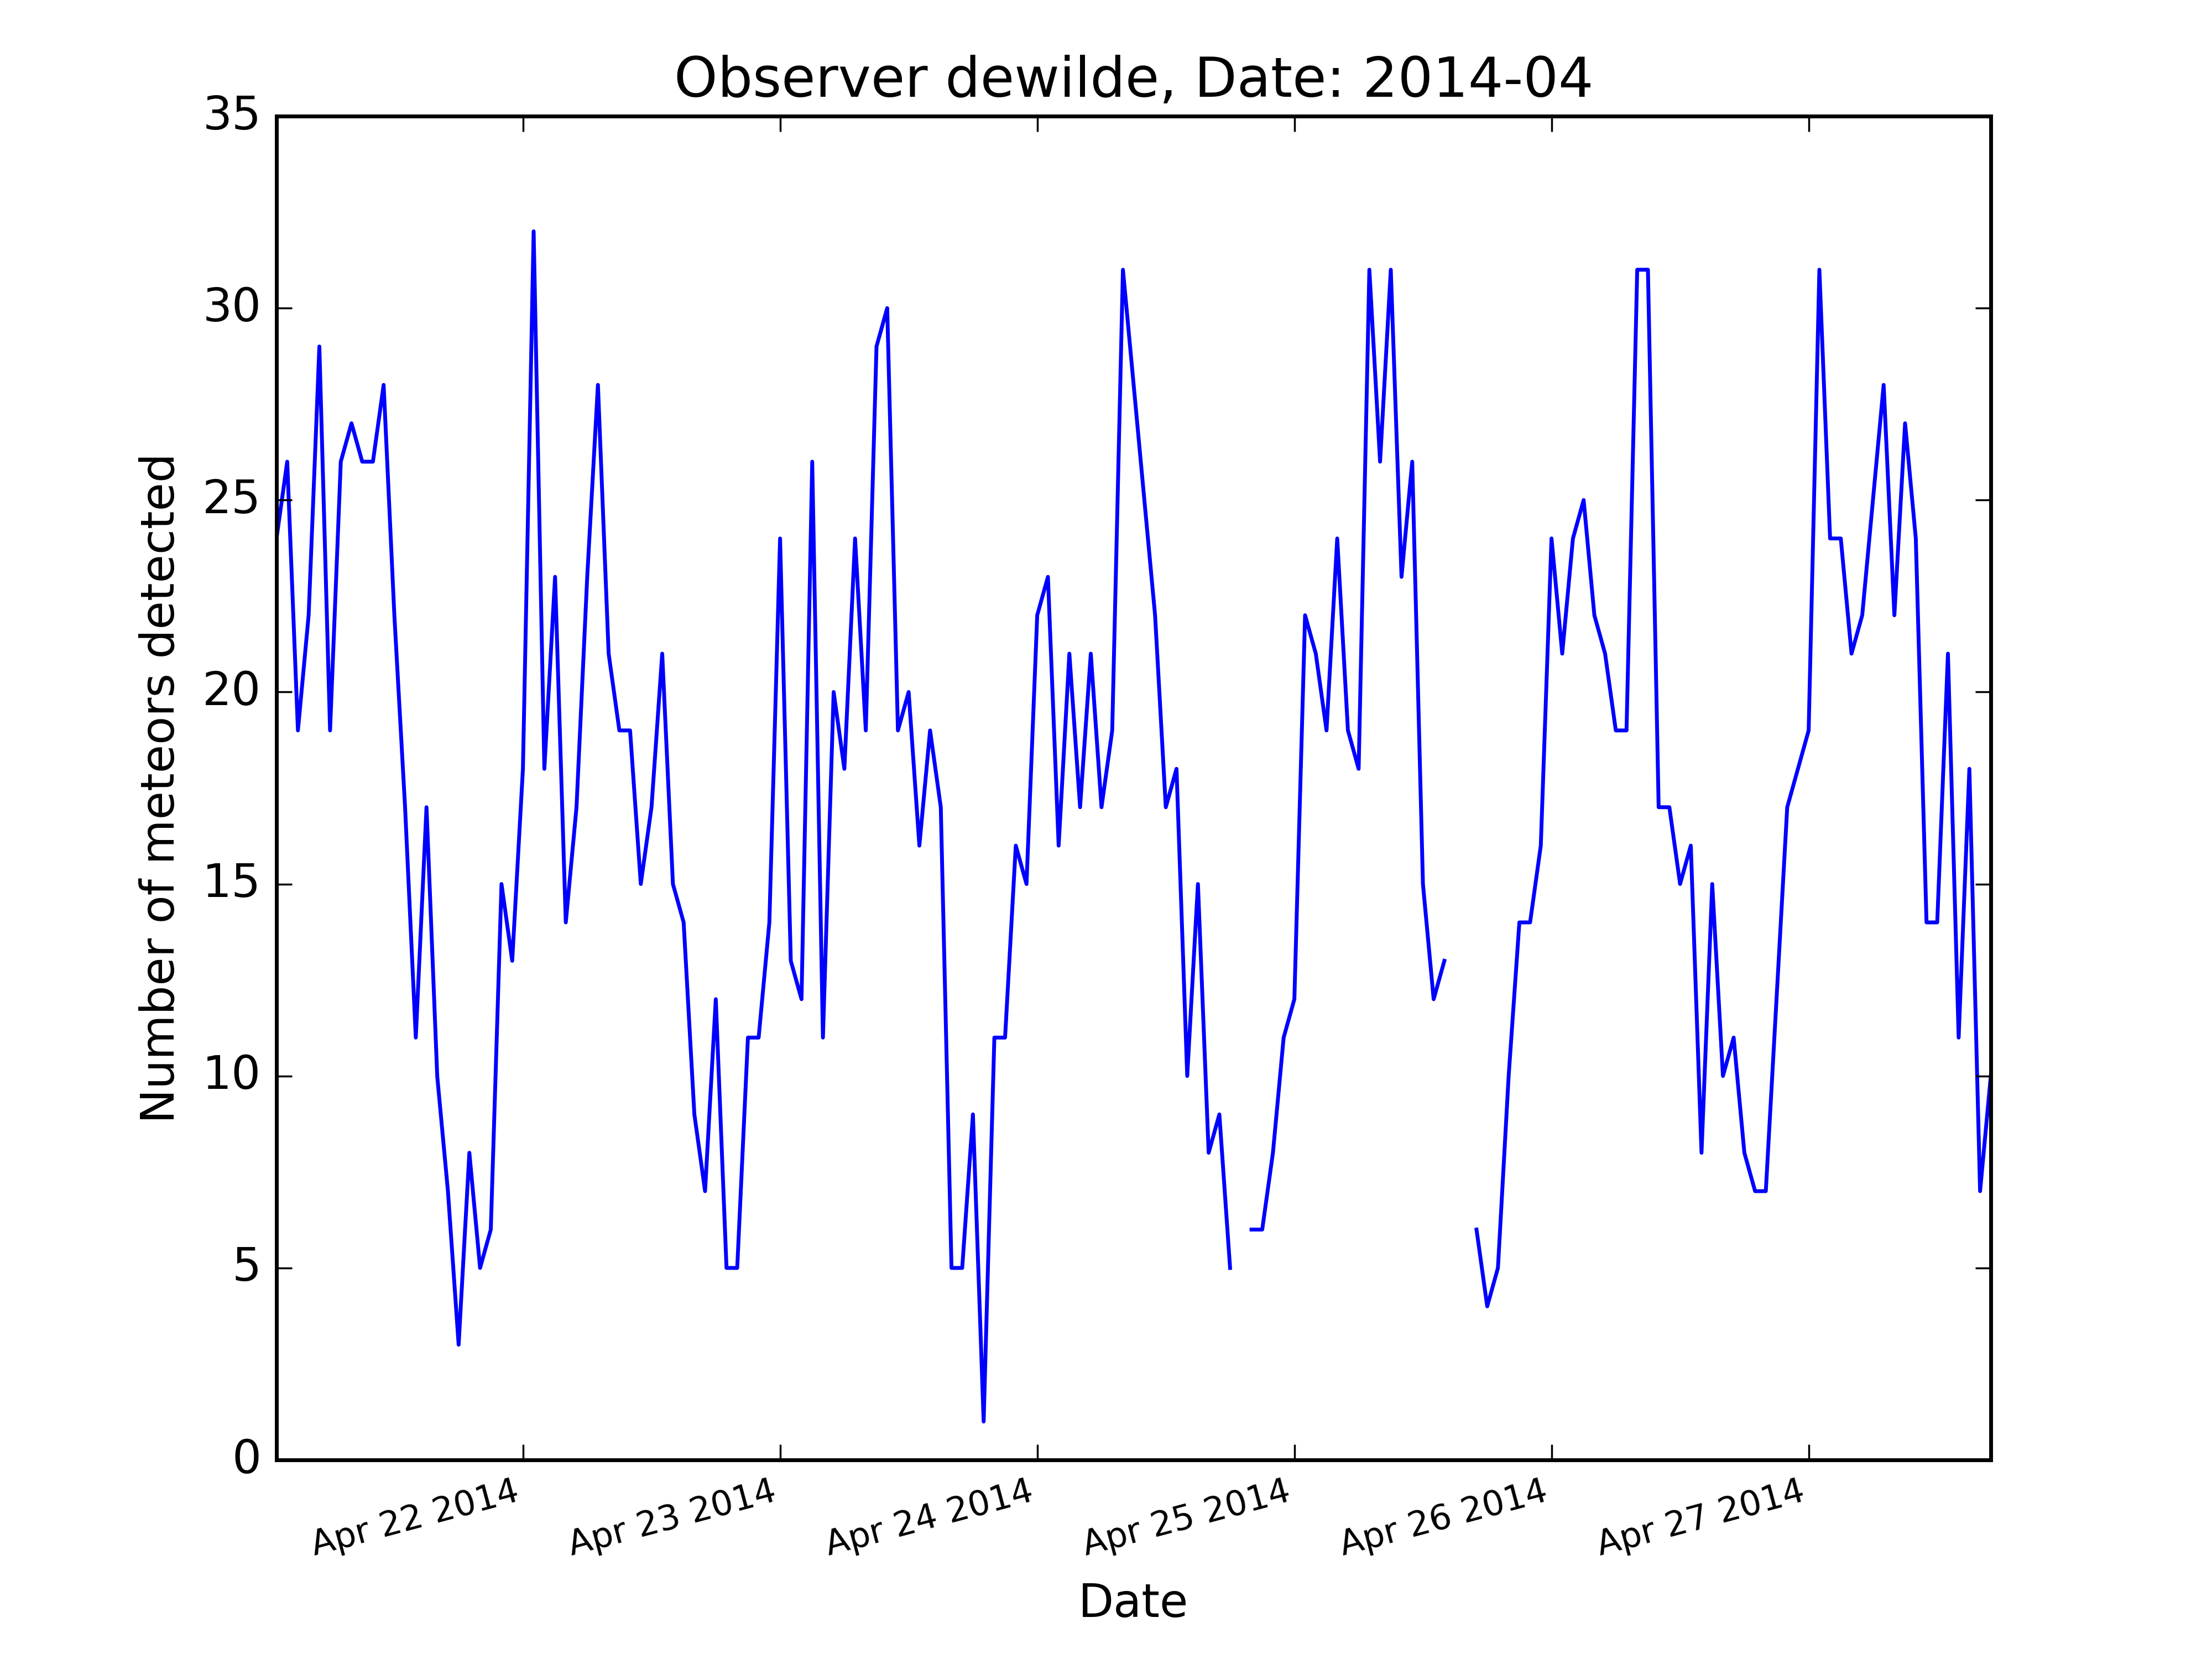 Observer dewilde, Date: 2014-04
35
30
25
20
15
10
5
0
Number of meteors detected
Apr 22 2014
Apr 23 2014
Apr 24 2014
Apr 25 2014
Apr 26 2014
Apr 27 2014
Date